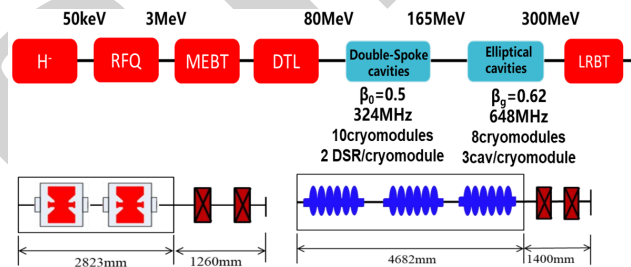 50keV 3MeV 80MeV 165MeV 300MeV
H- RFQ MEBT DTL Double-Spoke cavities Elliptical cavities LRBT
β₀=0.5
324MHz
10cryomodules
2 DSR/cryomodule
βg=0.62
648MHz
8cryomodules
3cav/cryomodule
2823mm 1260mm 4682mm 1400mm